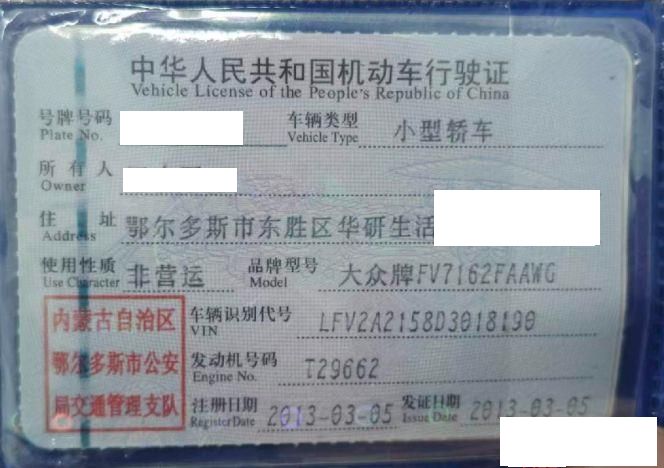 中华人民共和国机动车行驶证
Vehicle License of the People's Republic of China
号牌号码 车辆类型 小型轿车
Plate No. Vehicle Type
所有人
Owner
住址 鄂尔多斯市东胜区华研生活
Address
使用性质 非营运 品牌型号 大众牌FV7162FAAWG
Use Character Model
内蒙古自治区
鄂尔多斯市公安
局交通管理支队
车辆识别代号 LFV2A2158D3018190
VIN
发动机号码 T29662
Engine No.
注册日期 2013-03-05 发证日期 2013-03-05
Register Date Issue Date